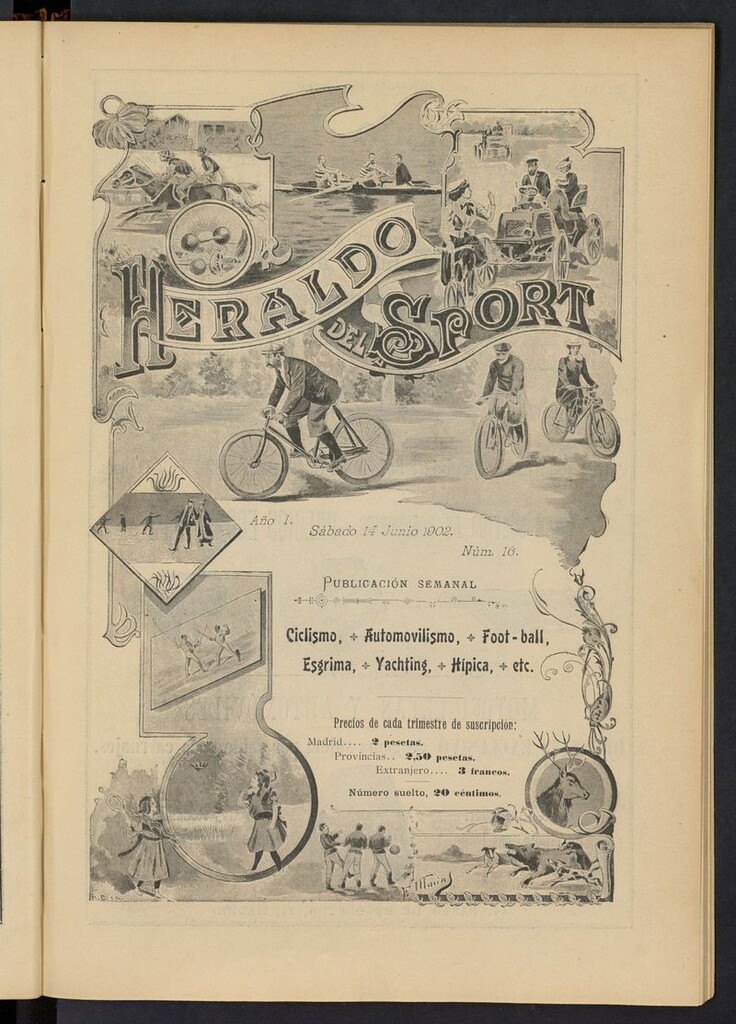 HERALDO
DEL SPORT
Año 1.
Sábado 14 Junio 1902.
Núm. 16.
PUBLICACIÓN SEMANAL
Ciclismo, + Automovilismo, + Foot-ball,
Esgrima, + Yachting, + Hípica, + etc.
Precios de cada trimestre de suscripción:
Madrid.... 2 pesetas.
Provincias.. 2,50 pesetas.
Extranjero.... 3 francos.
Número suelto, 20 céntimos.
F. Marín